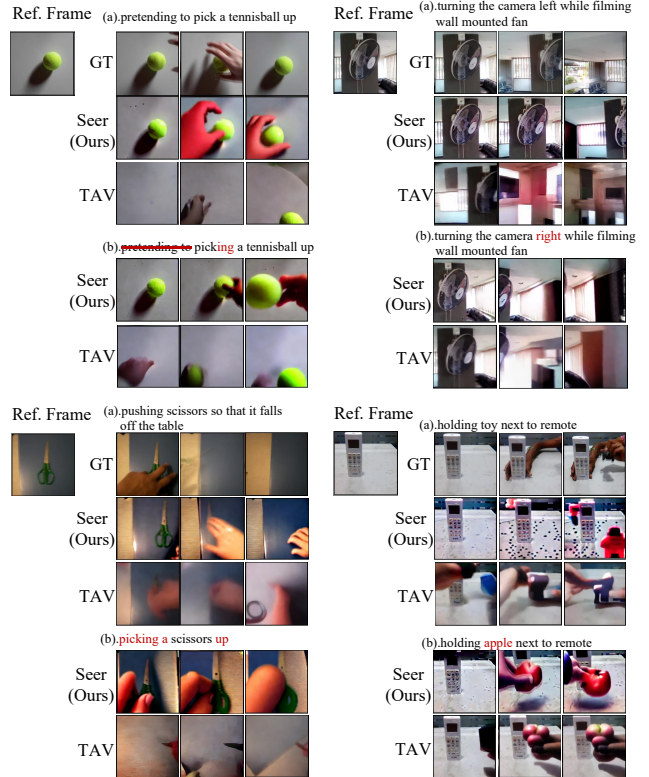 Ref. Frame
(a).pretending to pick a tennisball up
GT
Seer
(Ours)
TAV
(b).pretending to picking a tennisball up
Seer
(Ours)
TAV
Ref. Frame
(a).turning the camera left while filming
wall mounted fan
GT
Seer
(Ours)
TAV
(b).turning the camera right while filming
wall mounted fan
Seer
(Ours)
TAV
Ref. Frame
(a).pushing scissors so that it falls
off the table
GT
Seer
(Ours)
TAV
(b).picking a scissors up
Seer
(Ours)
TAV
Ref. Frame
(a).holding toy next to remote
GT
Seer
(Ours)
TAV
(b).holding apple next to remote
Seer
(Ours)
TAV